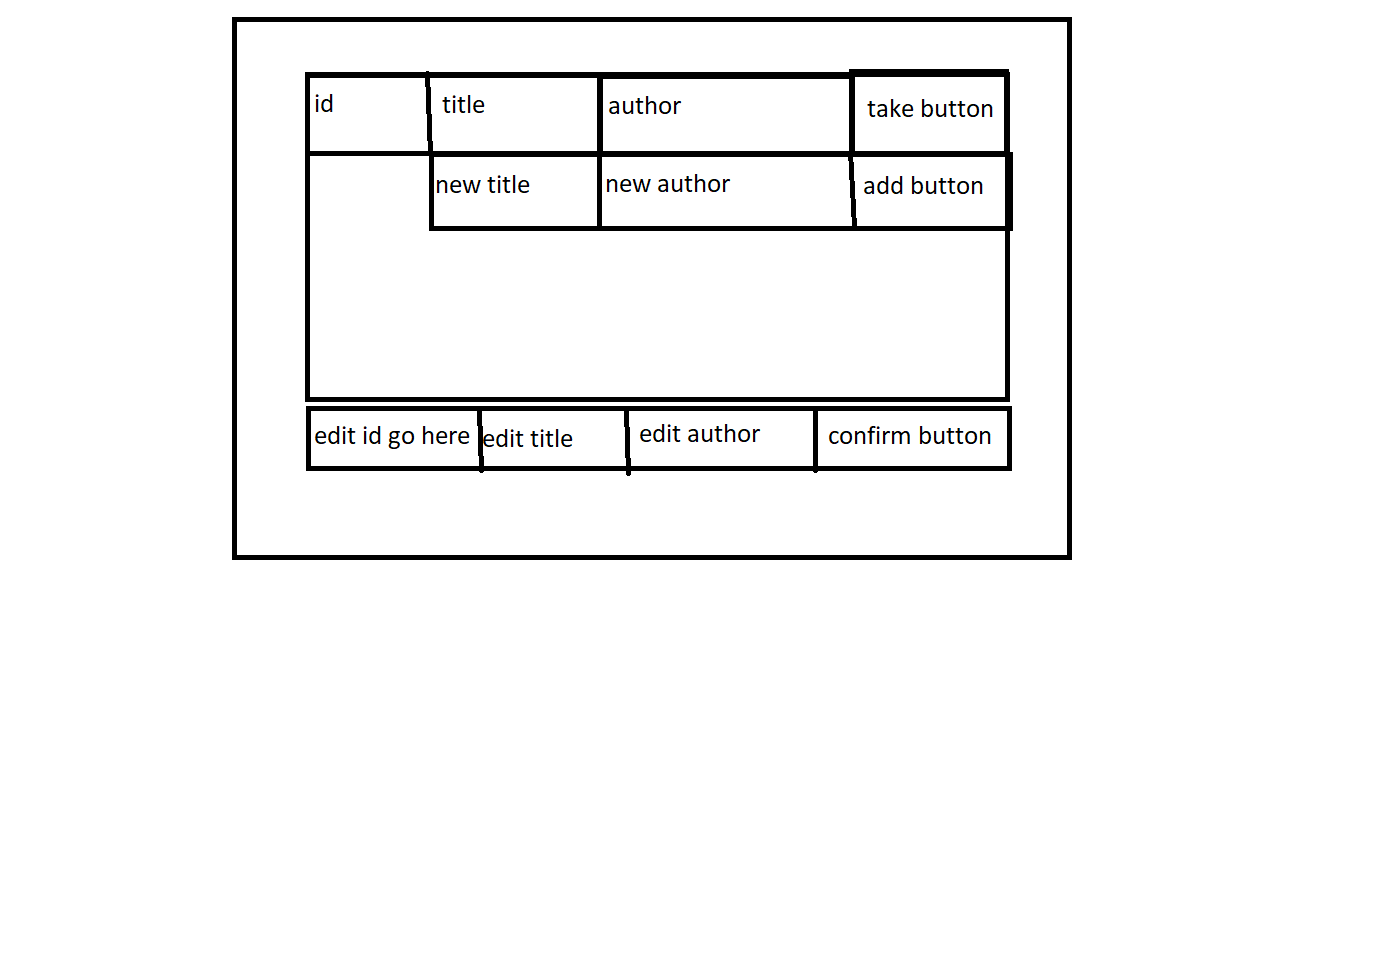 id title author take button
new title new author add button
edit id go here edit title edit author confirm button